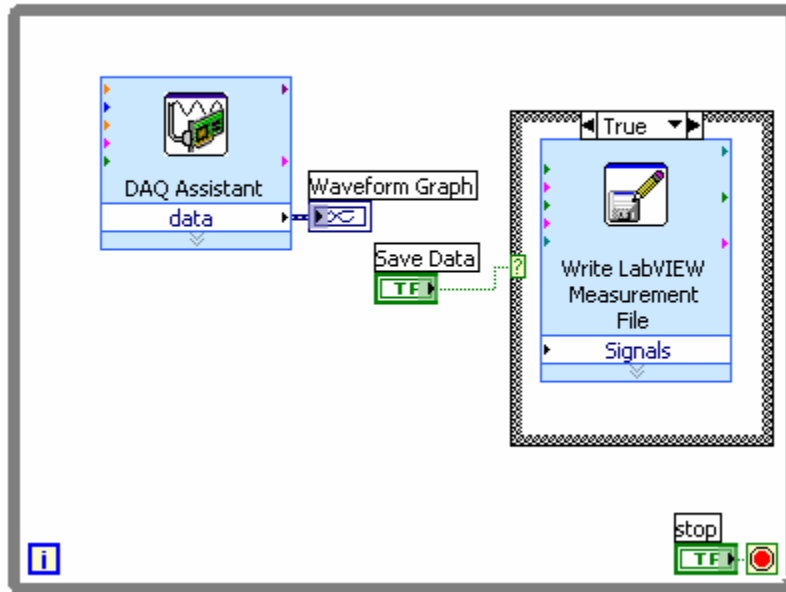 True
DAQ Assistant
data
Waveform Graph
Save Data
TF
?
Write LabVIEW
Measurement
File
Signals
stop
TF
i